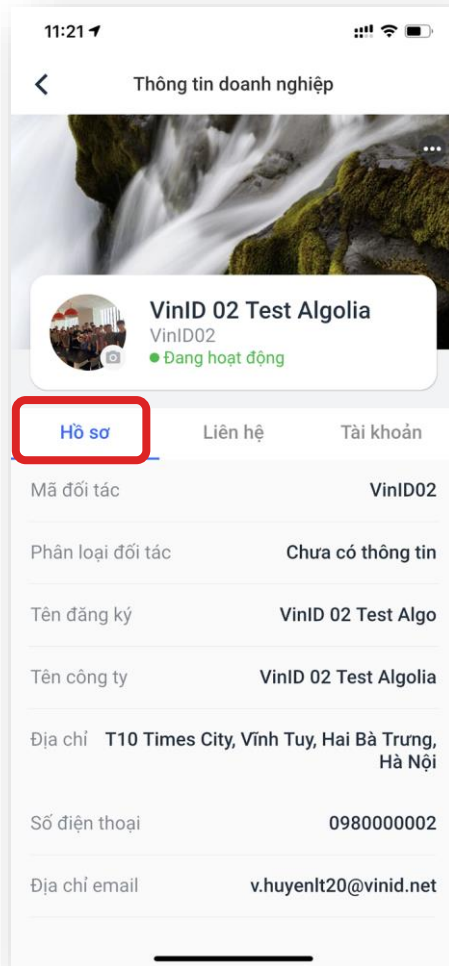 11:21
Thông tin doanh nghiệp
VinID 02 Test Algolia
VinID02
Đang hoạt động
Hồ sơ Liên hệ Tài khoản
Mã đối tác VinID02
Phân loại đối tác Chưa có thông tin
Tên đăng ký VinID 02 Test Algo
Tên công ty VinID 02 Test Algolia
Địa chỉ T10 Times City, Vĩnh Tuy, Hai Bà Trưng,
Hà Nội
Số điện thoại 0980000002
Địa chỉ email v.huyenlt20@vinid.net